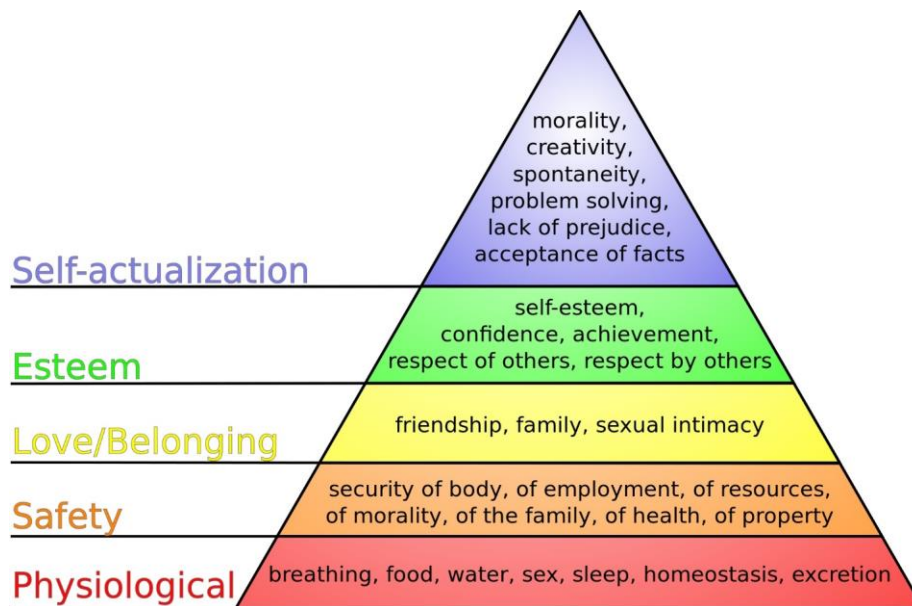 morality,
creativity,
spontaneity,
problem solving,
lack of prejudice,
acceptance of facts
Self-actualization
self-esteem,
confidence, achievement,
respect of others, respect by others
Esteem
friendship, family, sexual intimacy
Love/Belonging
security of body, of employment, of resources,
of morality, of the family, of health, of property
Safety
breathing, food, water, sex, sleep, homeostasis, excretion
Physiological